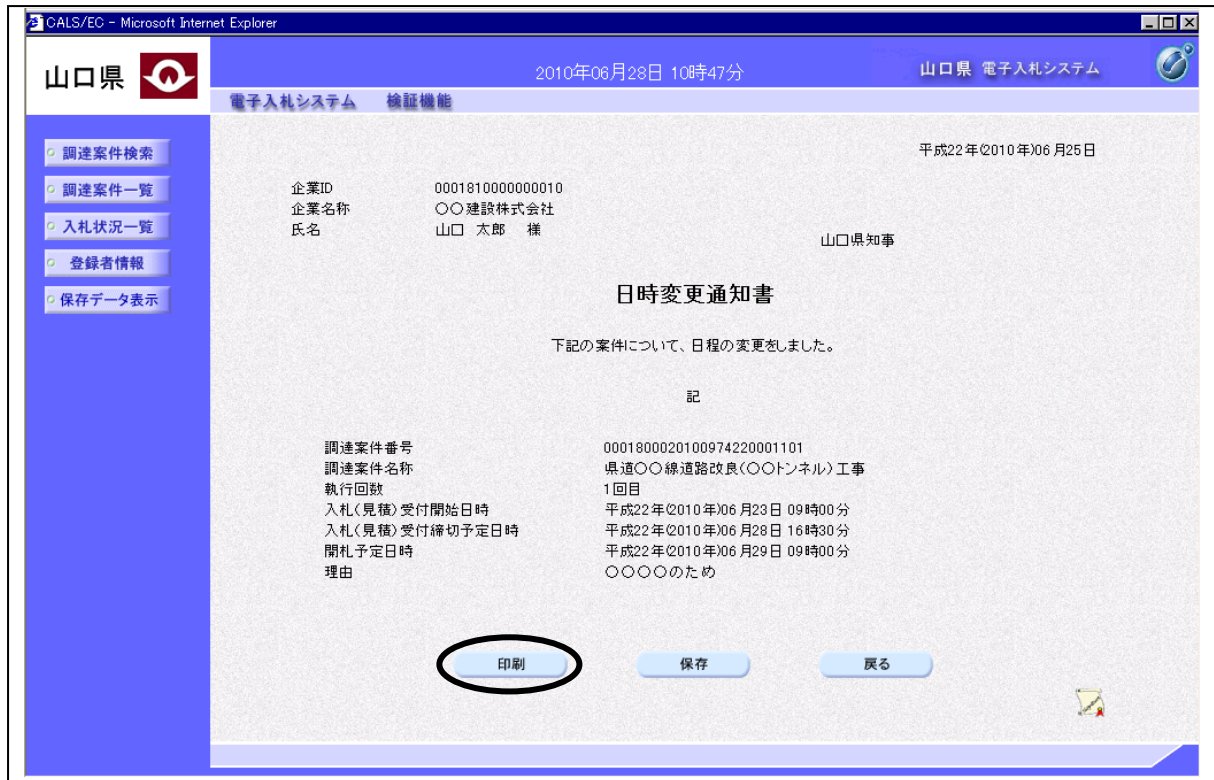 CALS/EC - Microsoft Internet Explorer
山口県
2010年06月28日 10時47分
山口県 電子入札システム
電子入札システム 検証機能
調達案件検索
調達案件一覧
入札状況一覧
登録者情報
保存データ表示
平成22年(2010年)06月25日
企業ID 0001810000000010
企業名称 〇〇建設株式会社
氏名 山口 太郎 様
山口県知事
日時変更通知書
下記の案件について、日程の変更をしました。
記
調達案件番号 0001800020100974220001101
調達案件名称 県道〇〇線道路改良(〇〇トンネル)工事
執行回数 1回目
入札(見積)受付開始日時 平成22年(2010年)06月23日 09時00分
入札(見積)受付締切予定日時 平成22年(2010年)06月28日 16時30分
開札予定日時 平成22年(2010年)06月29日 09時00分
理由 〇〇〇〇のため
印刷 保存 戻る